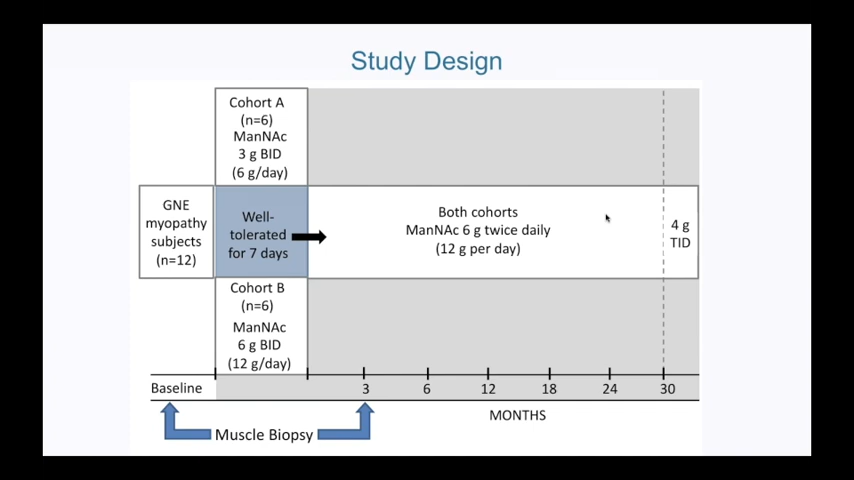 Study Design
Cohort A
(n=6)
ManNAc
3 g BID
(6 g/day)
GNE
myopathy
subjects
(n=12)
Well-
tolerated
for 7 days
Both cohorts
ManNAc 6 g twice daily
(12 g per day)
4 g
TID
Cohort B
(n=6)
ManNAc
6 g BID
(12 g/day)
Baseline 3 6 12 18 24 30
MONTHS
Muscle Biopsy